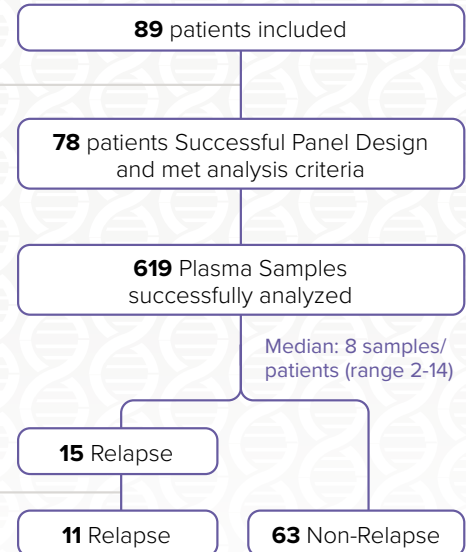 89 patients included
78 patients Successful Panel Design
and met analysis criteria
619 Plasma Samples
successfully analyzed
Median: 8 samples/
patients (range 2-14)
15 Relapse
11 Relapse
63 Non-Relapse